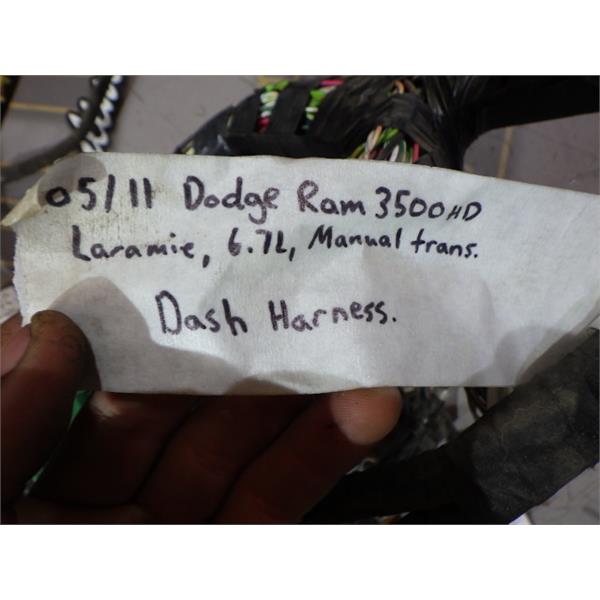 05/11 Dodge Ram 3500HD
Laramie, 6.7L, Manual trans.
Dash Harness.